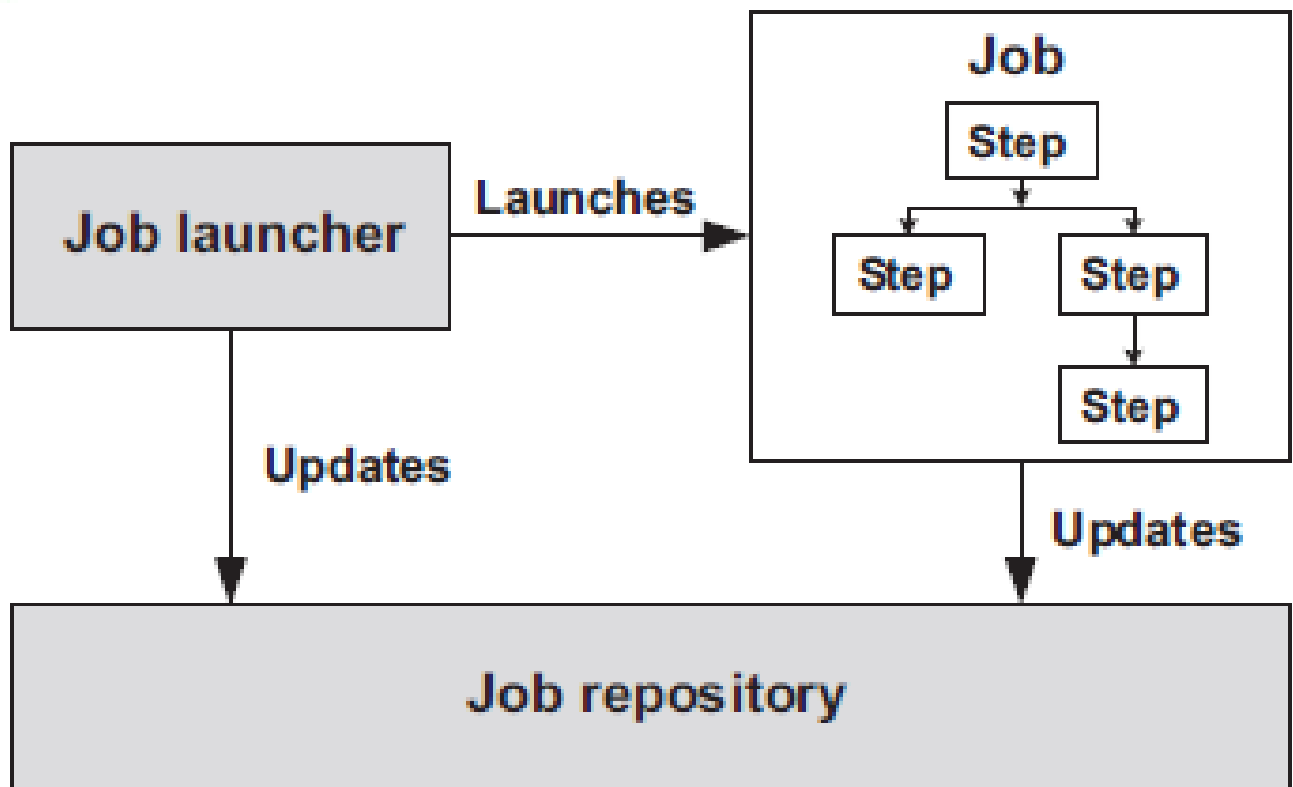 Job
Step
Job launcher
Launches
Step
Step
Step
Updates
Updates
Job repository